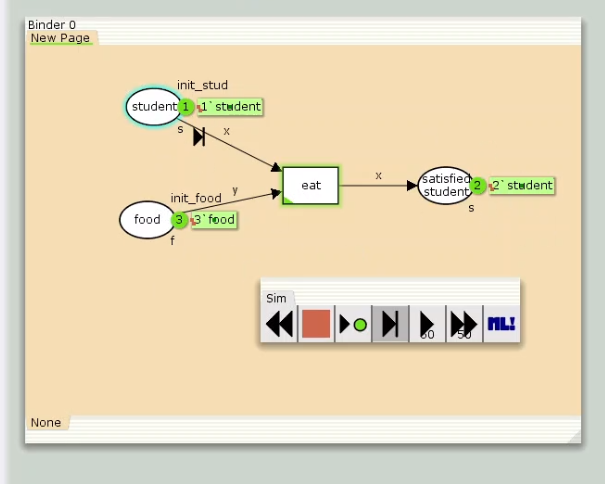 Binder 0
New Page
init_stud
student 1 1`student
s
x
satisfied student 2 2`student
eat
x
s
init_food
y
food 3 3`food
f
Sim
50
50
ML!
None